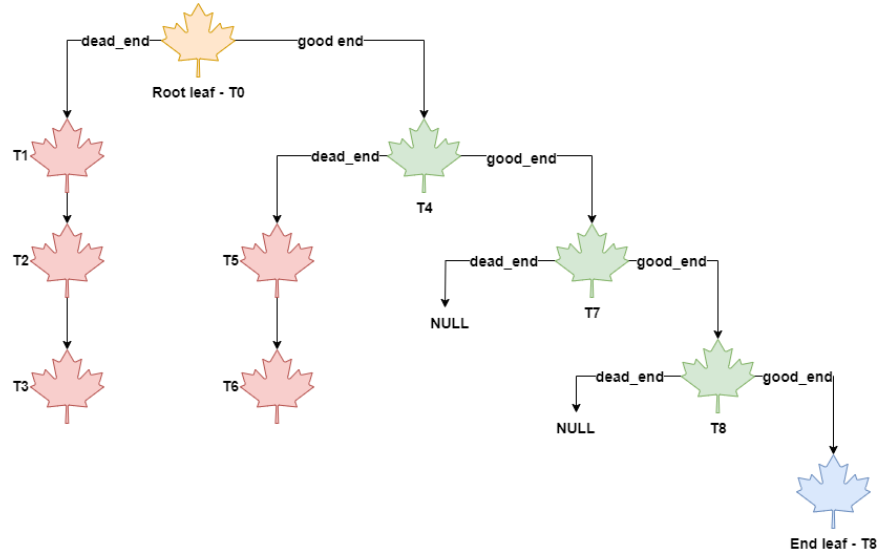 dead_end
good end
Root leaf - T0
T1
dead_end
good_end
T4
T2
T5
dead_end
good_end
T7
NULL
T3
T6
dead_end
good_end
T8
NULL
End leaf - T8